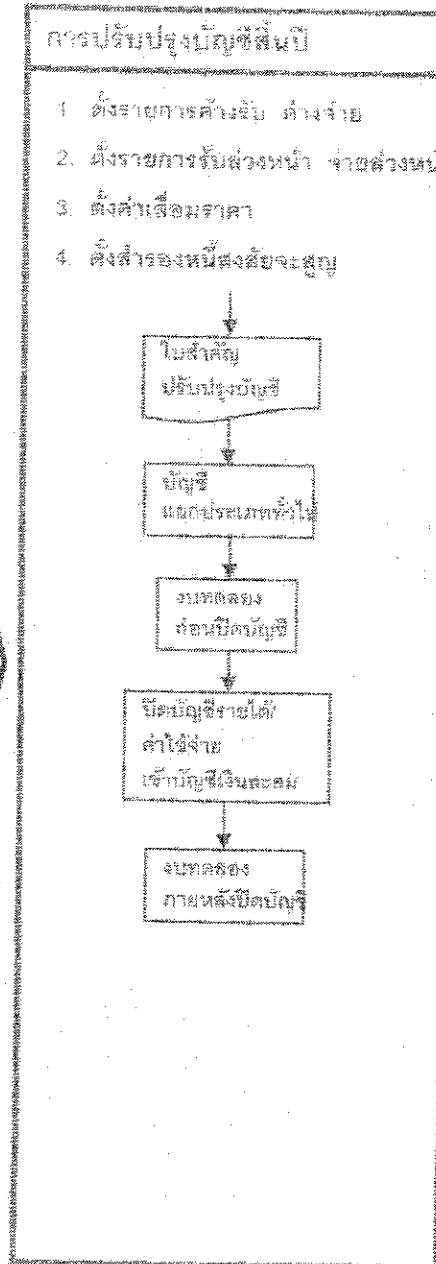 การปรับปรุงบัญชีสิ้นปี
1. ตั้งรายการค้างรับ ค้างจ่าย
2. ตั้งรายการรับล่วงหน้า จ่ายล่วงหน้
3. ตั้งค่าเสื่อมราคา
4. ตั้งสำรองหนี้สงสัยจะสูญ
ใบสำคัญ
ปรับปรุงบัญชี
บัญชี
แยกประเภททั่วไป
งบทดลอง
ก่อนปิดบัญชี
ปิดบัญชีรายได้/
ค่าใช้จ่าย
เข้าบัญชีเงินสะสม
งบทดลอง
ภายหลังปิดบัญชี